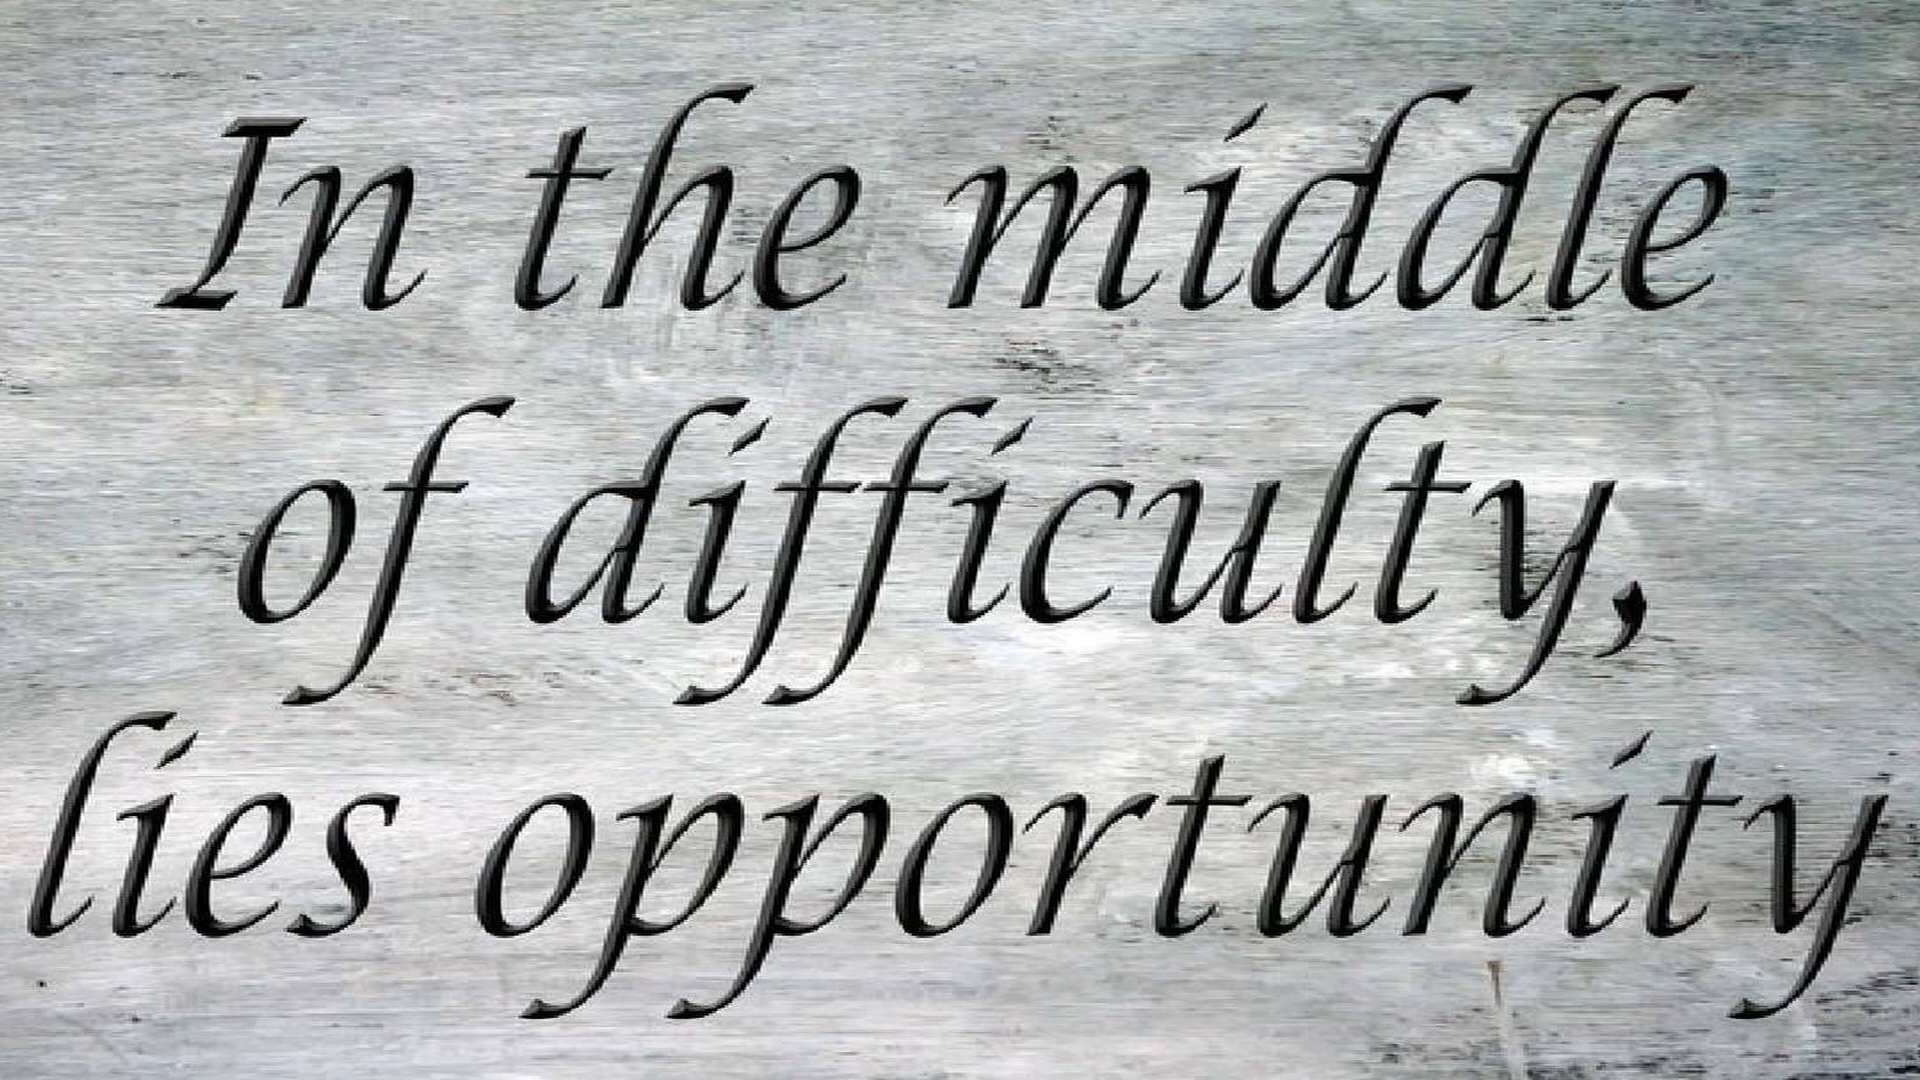 In the middle
of difficulty,
lies opportunity